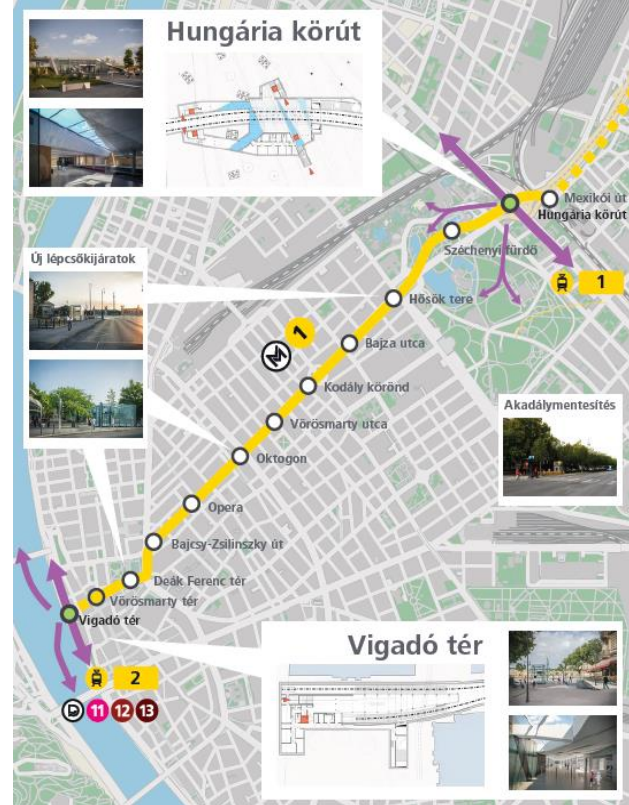 Hungária körút
Mexikói út
Hungária körút
Széchenyi fürdő
1
Új lépcsőkijáratok
Hősök tere
1
Bajza utca
Kodály körönd
Akadálymentesítés
Vörösmarty utca
Oktogon
Opera
Bajcsy-Zsilinszky út
Deák Ferenc tér
Vörösmarty tér
Vigadó tér
Vigadó tér
2
D 11 12 13